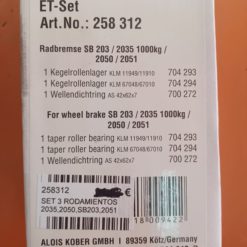 ET-Set
Art.No.: 258 312
Radbremse SB 203 / 2035 1000kg /
2050 / 2051
1 Kegelrollenlager KLM 11949/11910 704 293
1 Kegelrollenlager KLM 67048/67010 704 294
1 Wellendichtring AS 42x62x7 700 272
For wheel brake SB 203 / 2035 1000kg /
2050 / 2051
1 taper roller bearing KLM 11949/11910 704 293
1 taper roller bearing KLM 67048/67010 704 294
1 Wellendichtring AS 42x62x7 700 272
258312
€
SET 3 RODAMIENTOS
2035,2050,SB203,2051
18009422
ALOIS KOBER GMBH 89359 Kötz/Germany